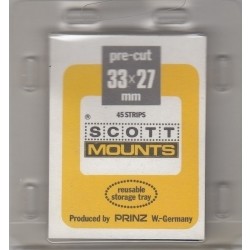 pre-cut
33×27
mm
45 STRIPS
®
SCOTT
MOUNTS
reusable
storage tray
Produced by PRINZ W.-Germany